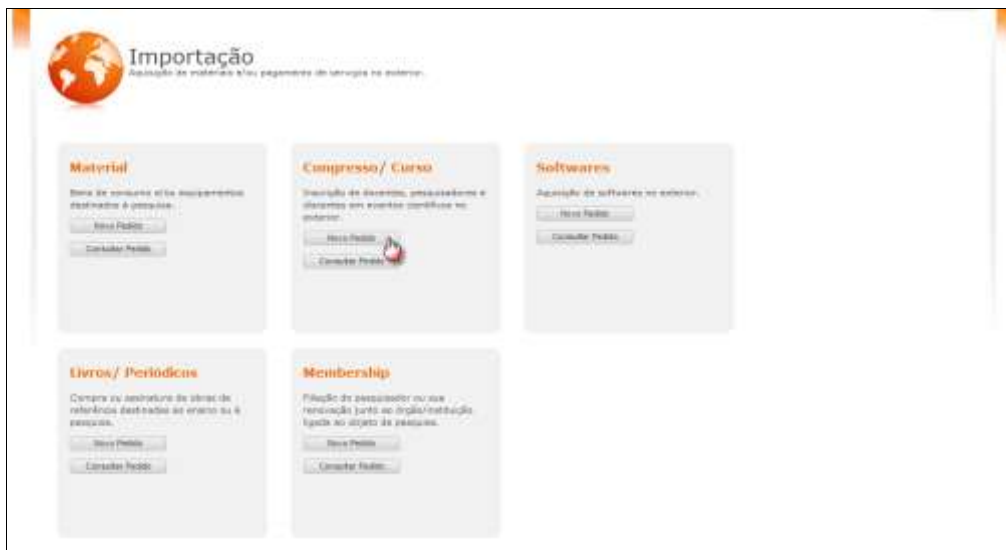 Importação
Aquisição de materiais e/ou pagamento de serviços no exterior.
Material
Bens de consumo e/ou equipamentos
destinados à pesquisa.
Novo Pedido
Consultar Pedido
Congresso/ Curso
Inscrição de docentes, pesquisadores e
discentes em eventos científicos no
exterior.
Novo Pedido
Consultar Pedido
Softwares
Aquisição de softwares no exterior.
Novo Pedido
Consultar Pedido
Livros/ Periódicos
Compra ou assinatura de obras de
referência destinadas ao ensino ou à
pesquisa.
Novo Pedido
Consultar Pedido
Membership
Filiação do pesquisador ou sua
renovação junto ao órgão/instituição
ligada ao objeto da pesquisa.
Novo Pedido
Consultar Pedido